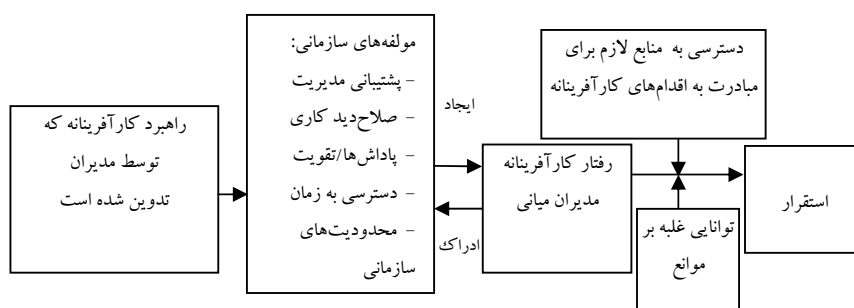 راهبرد کارآفرینانه که
توسط مدیران
تدوین شده است
مولفه‌های سازمانی:
– پشتیبانی مدیریت
– صلاح‌دید کاری
– پاداش‌ها/تقویت
– دسترسی به زمان
– محدودیت‌های
سازمانی
ایجاد
ادراک
رفتار کارآفرینانه
مدیران میانی
دسترسی به منابع لازم برای
مبادرت به اقدام‌های کارآفرینانه
توانایی غلبه بر
موانع
استقرار